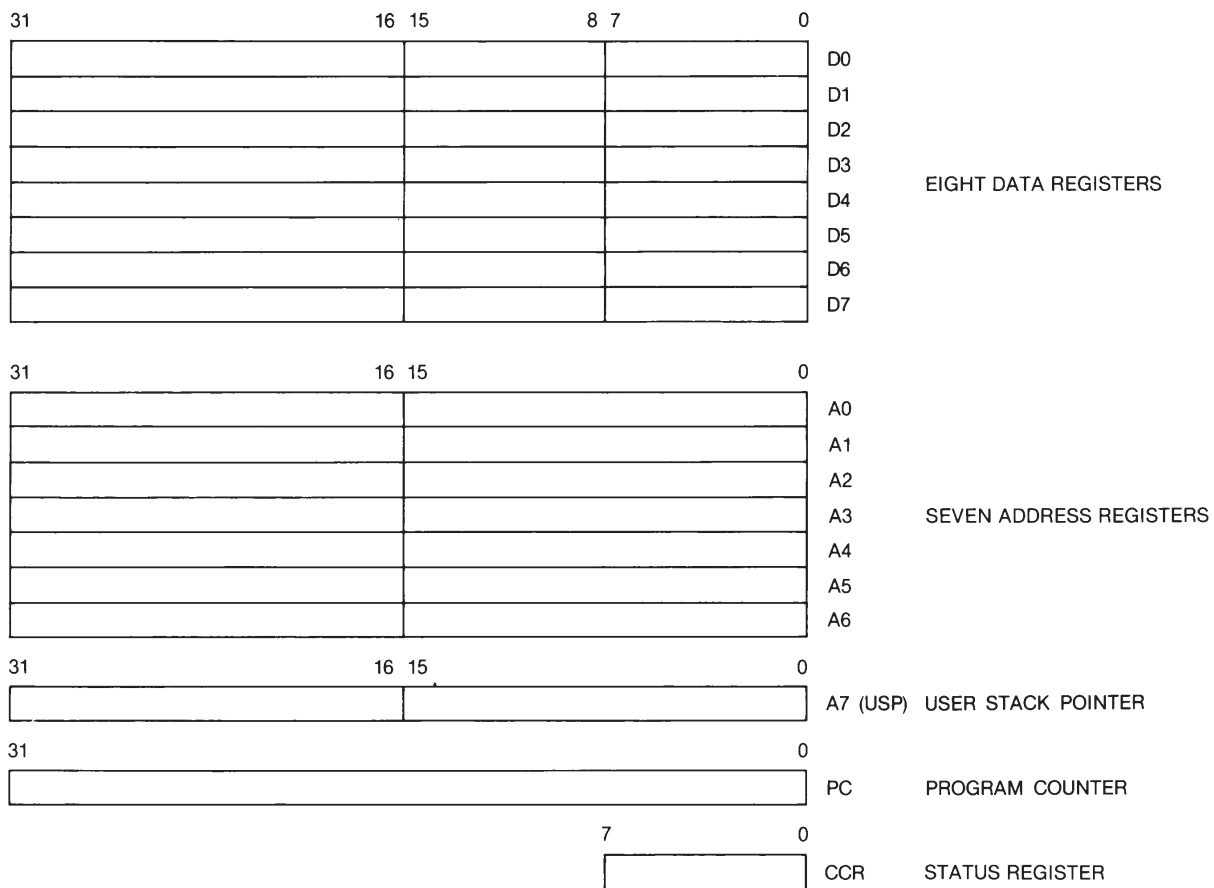 31 16 15 8 7 0
D0
D1
D2
D3
EIGHT DATA REGISTERS
D4
D5
D6
D7
31 16 15 0
A0
A1
A2
A3 SEVEN ADDRESS REGISTERS
A4
A5
A6
31 16 15 0
A7 (USP) USER STACK POINTER
31 0
PC PROGRAM COUNTER
7 0
CCR STATUS REGISTER